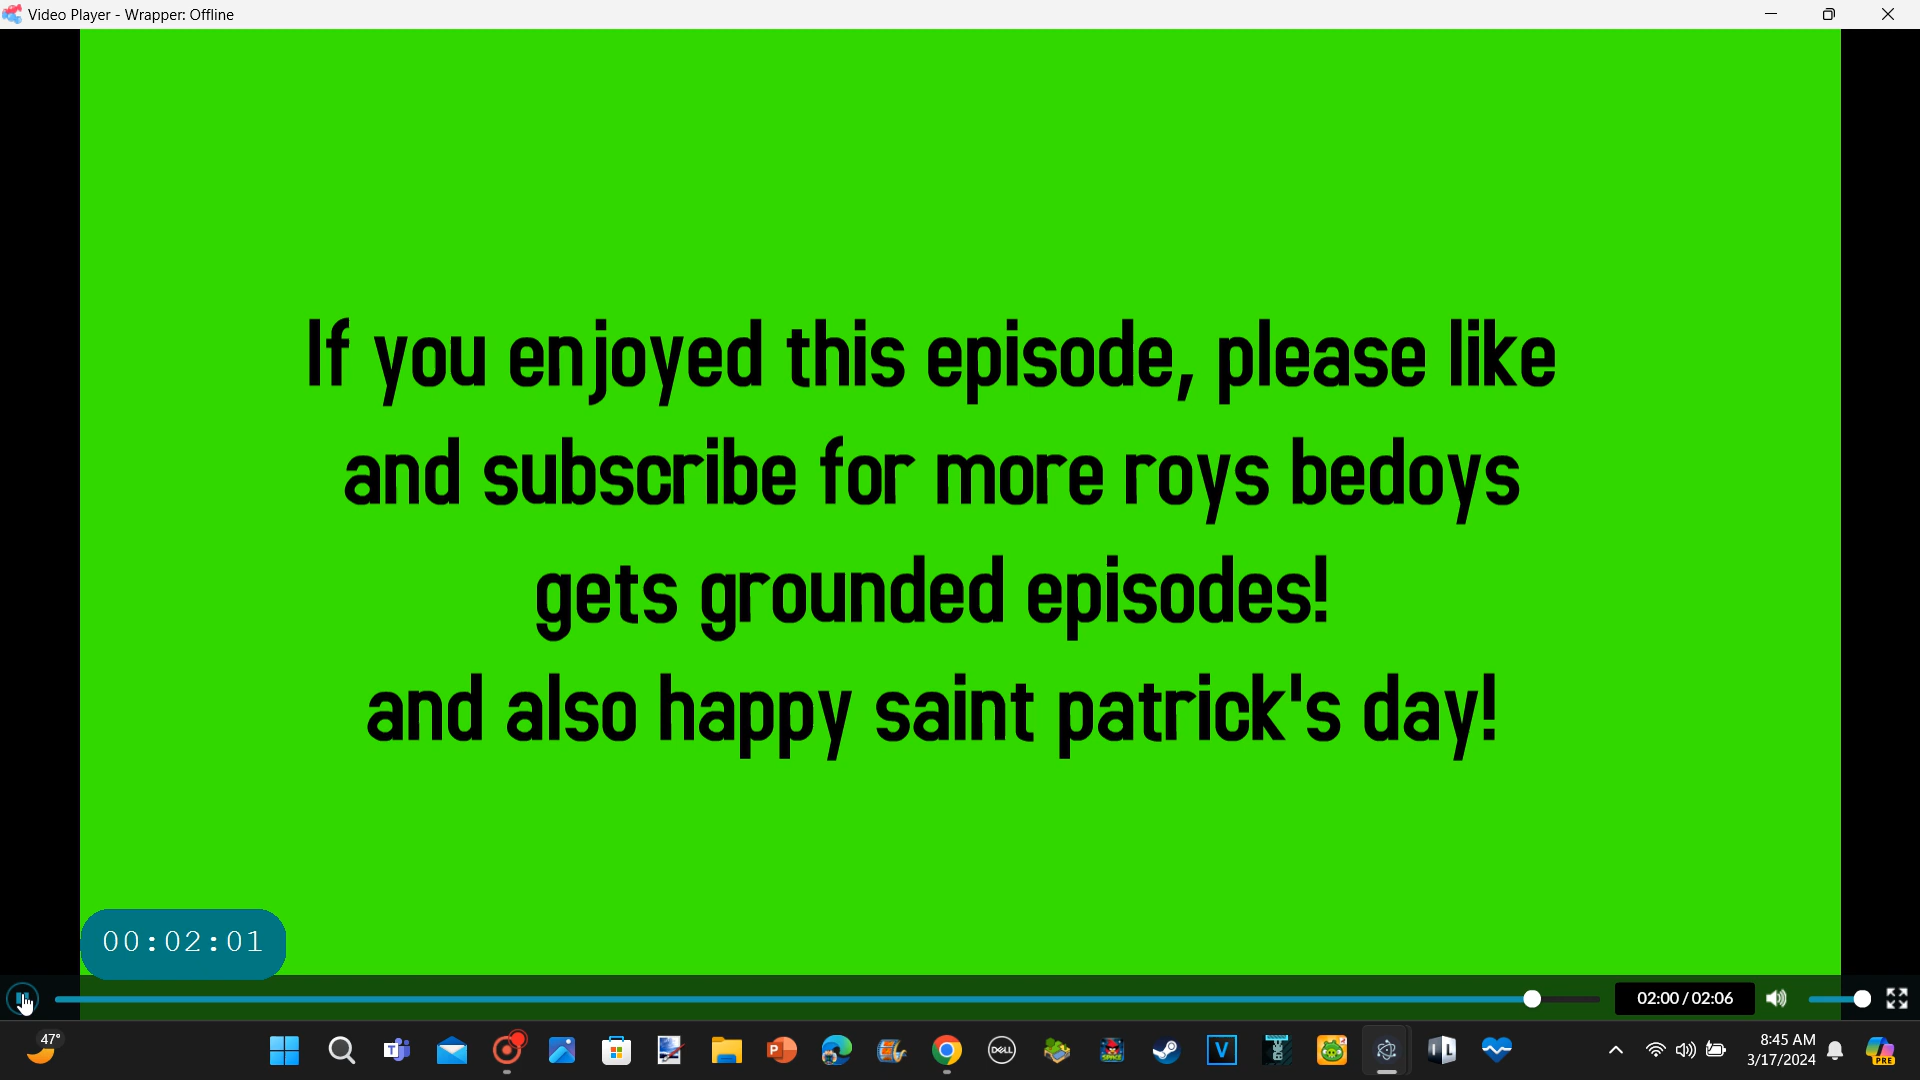 Video Player - Wrapper: Offline
If you enjoyed this episode, please like
and subscribe for more roys bedoys
gets grounded episodes!
and also happy saint patrick's day!
00:02:01
02:00 / 02:06
47°
DELL
V
8:45 AM
3/17/2024
PRE